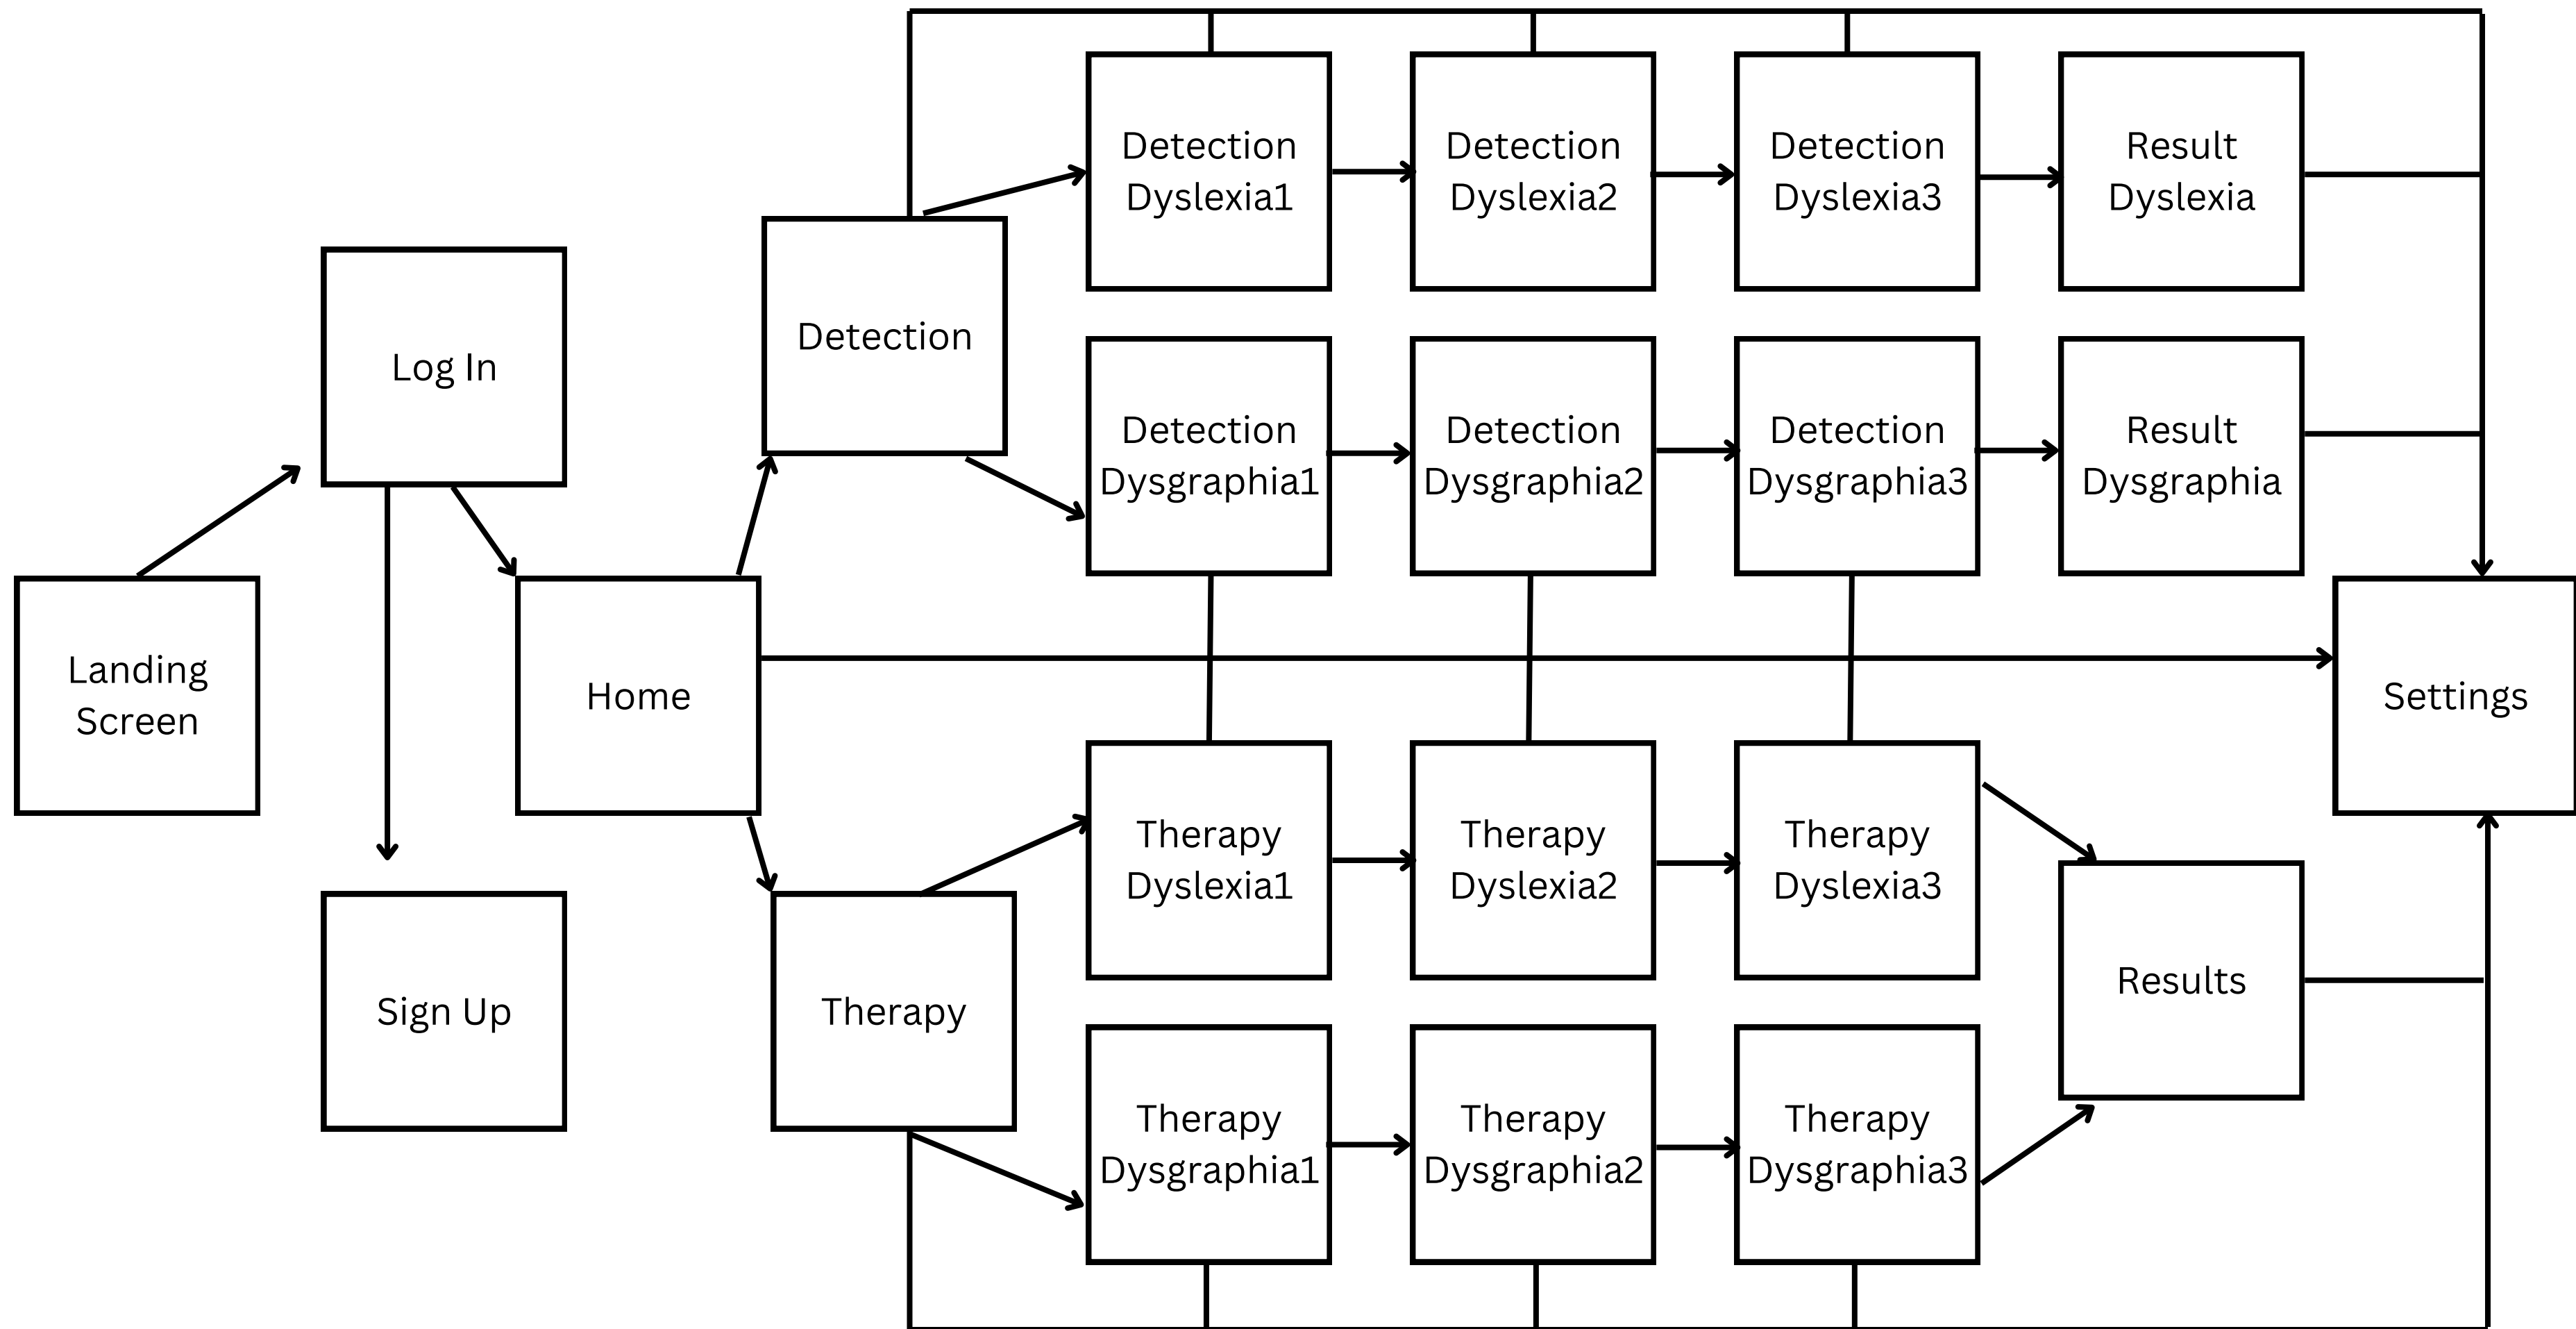 Landing
Screen
Log In
Sign Up
Home
Detection
Therapy
Detection
Dyslexia1
Detection
Dyslexia2
Detection
Dyslexia3
Result
Dyslexia
Detection
Dysgraphia1
Detection
Dysgraphia2
Detection
Dysgraphia3
Result
Dysgraphia
Therapy
Dyslexia1
Therapy
Dyslexia2
Therapy
Dyslexia3
Therapy
Dysgraphia1
Therapy
Dysgraphia2
Therapy
Dysgraphia3
Results
Settings